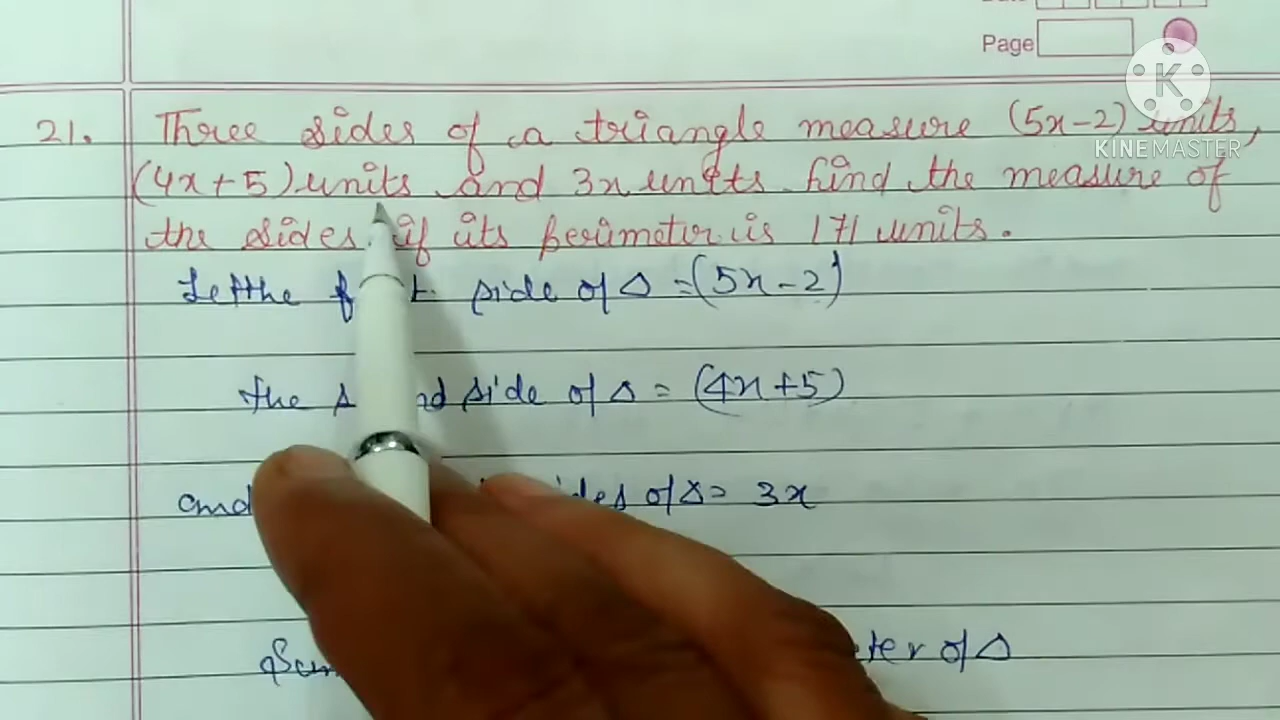 Page
K
KINEMASTER
21. Three sides of a triangle measure (5x-2) units,
(4x+5) units and 3x units find the measure of
the sides if its perimeter is 171 units.
Let the side of Δ = (5x-2)
the side of Δ = (4x+5)
and of Δ = 3x
of Δ